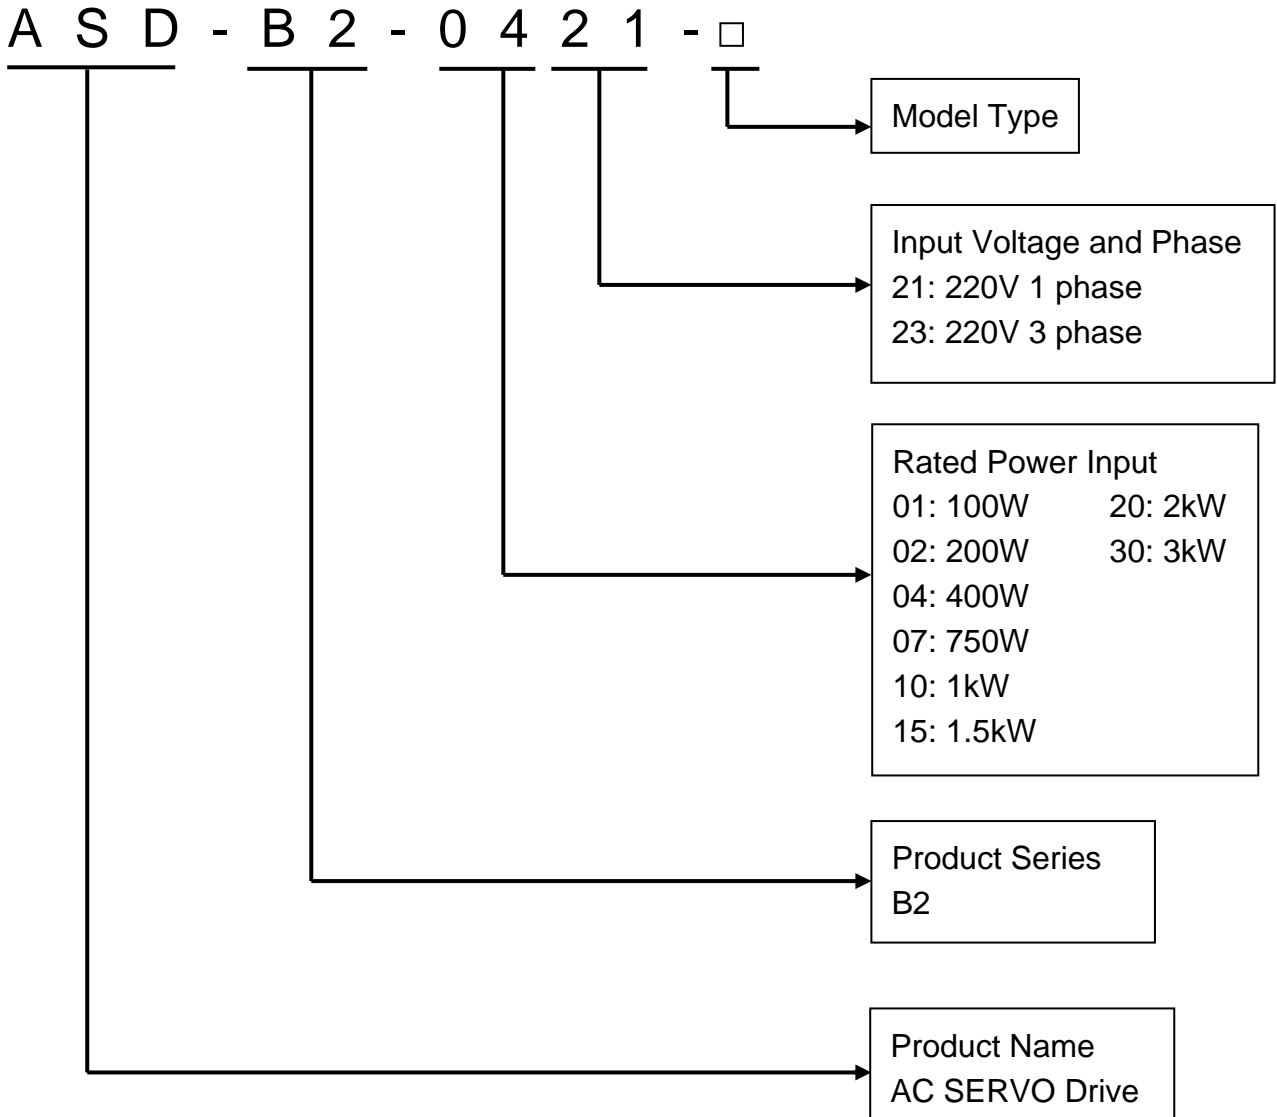 A S D - B 2 - 0 4 2 1 - □
Model Type
Input Voltage and Phase
21: 220V 1 phase
23: 220V 3 phase
Rated Power Input
01: 100W 20: 2kW
02: 200W 30: 3kW
04: 400W
07: 750W
10: 1kW
15: 1.5kW
Product Series
B2
Product Name
AC SERVO Drive